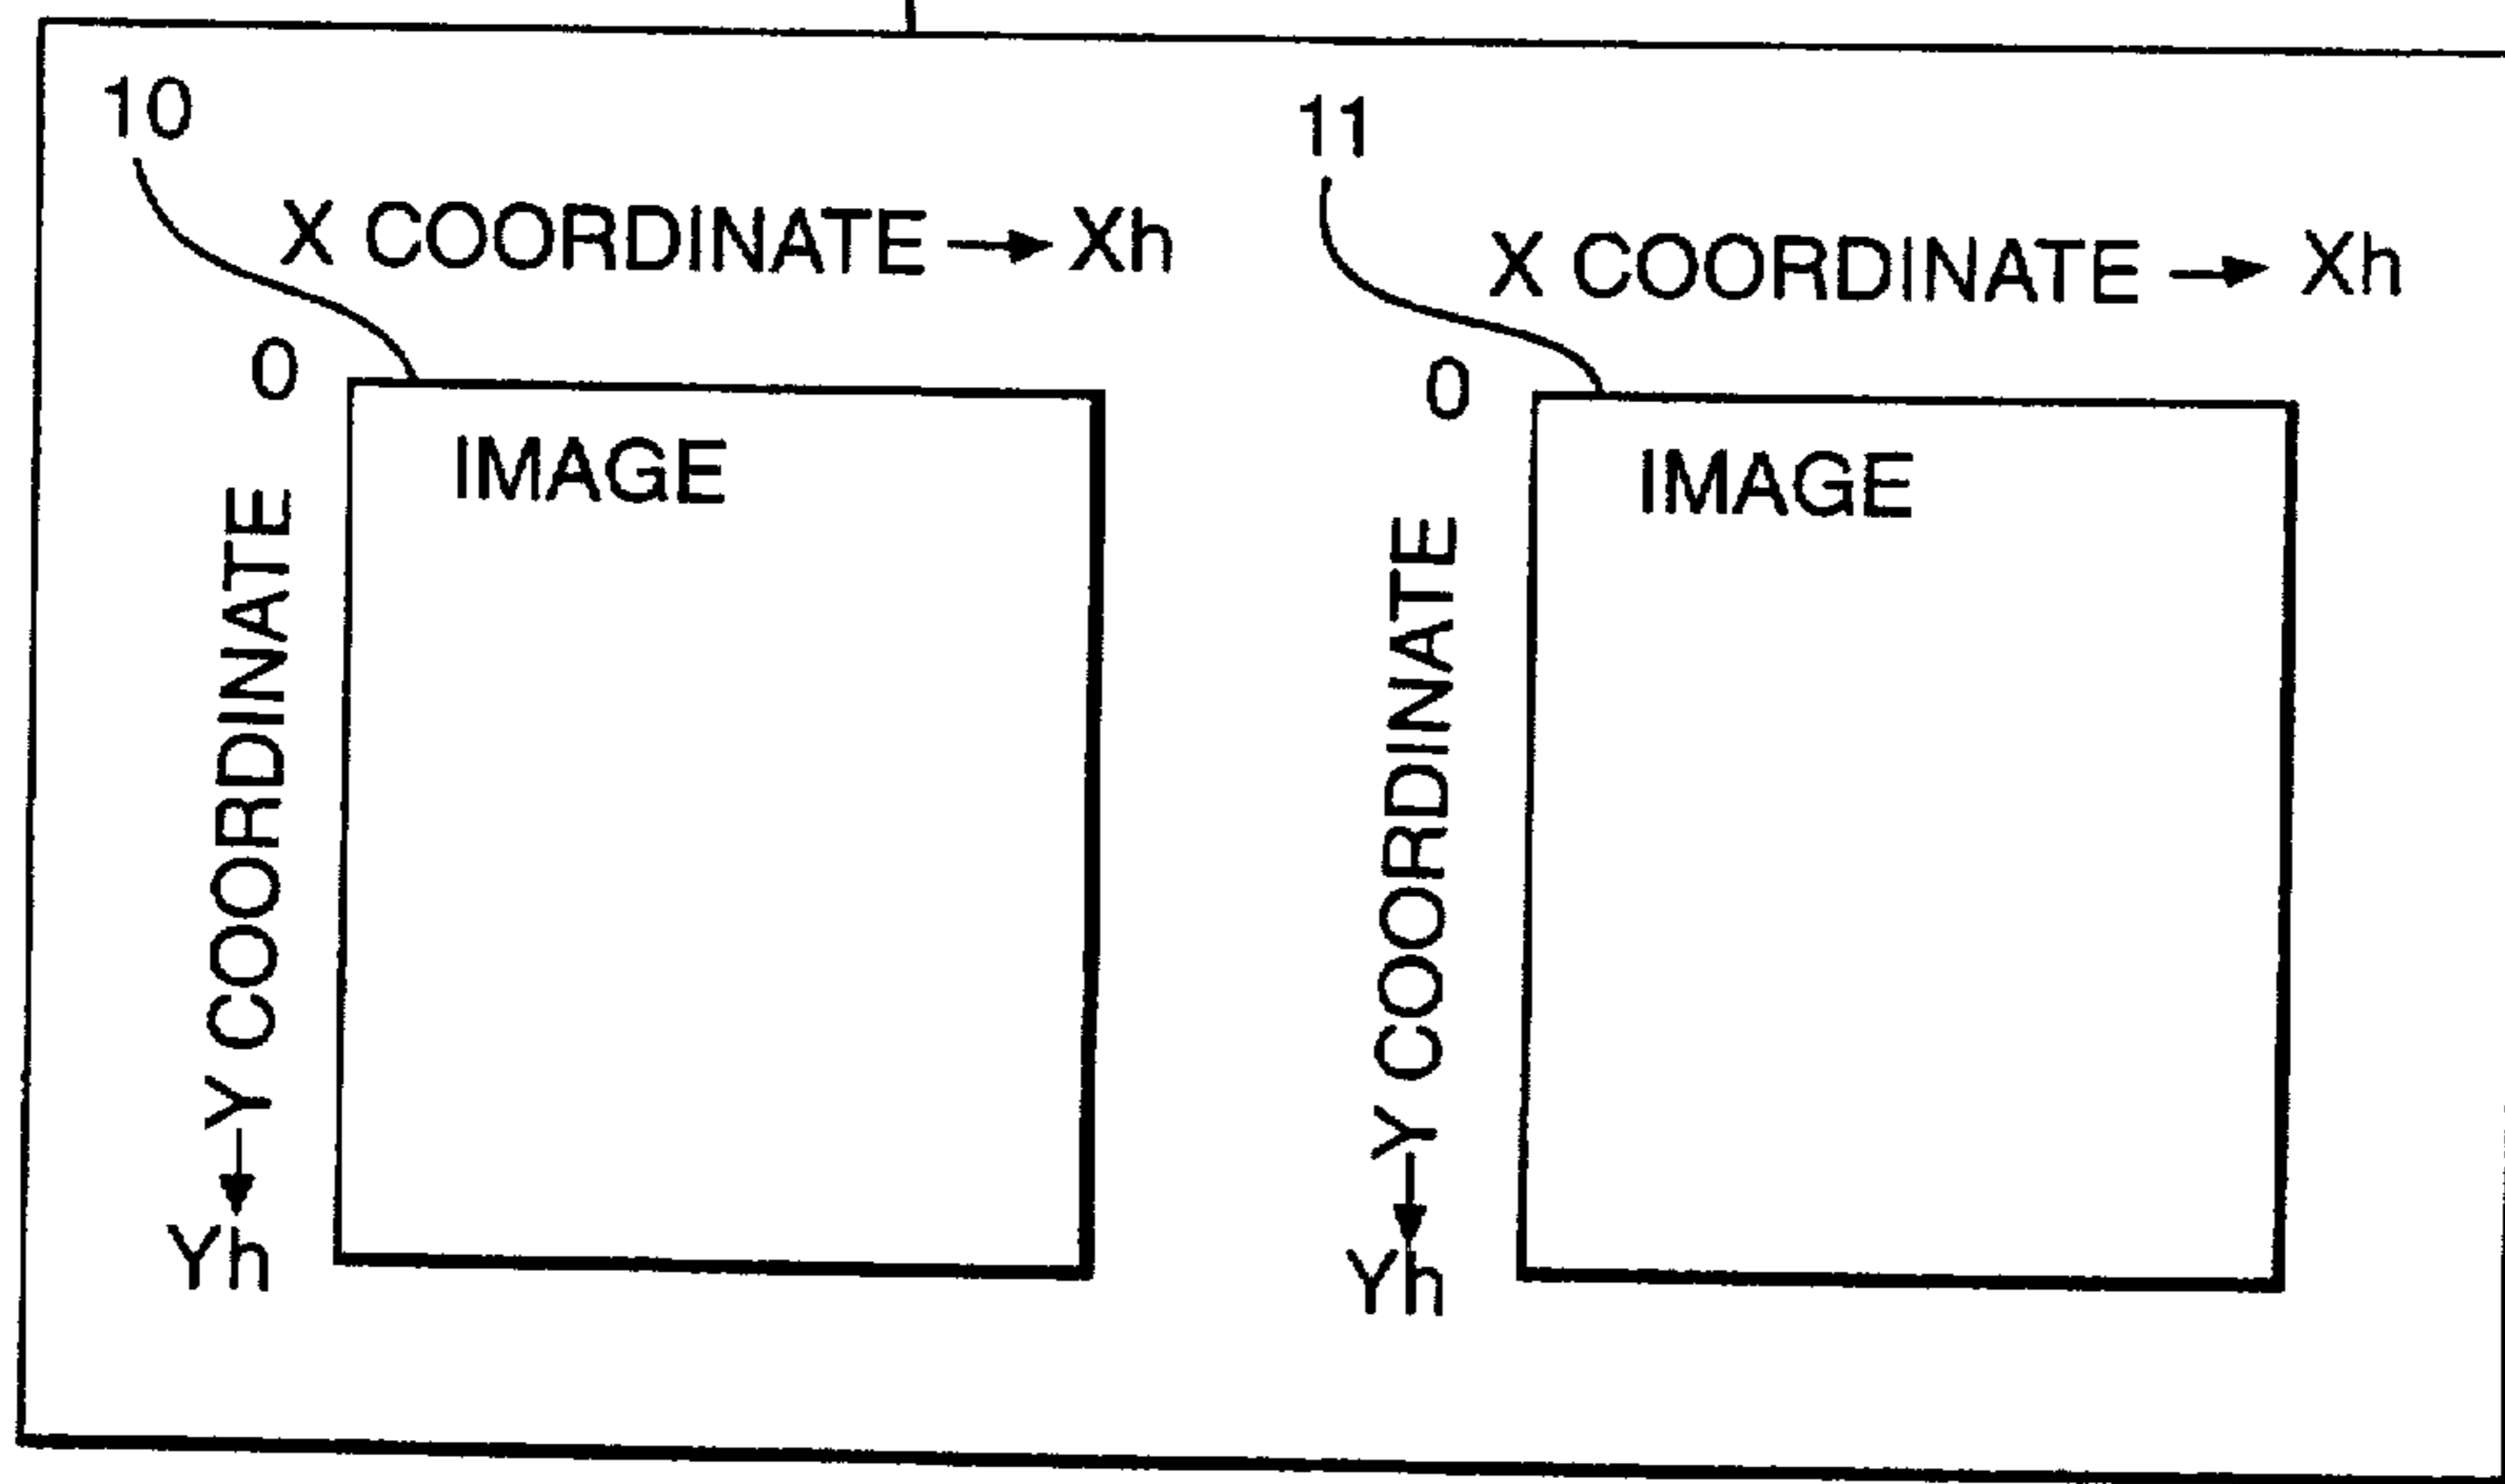 10
X COORDINATE → Xh
0
IMAGE
Y COORDINATE
Yh
11
X COORDINATE → Xh
0
IMAGE
Y COORDINATE
Yh